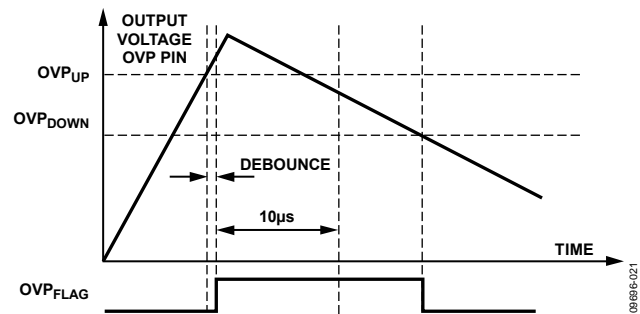 OUTPUT
VOLTAGE
OVP PIN
OVPUP
OVPDOWN
DEBOUNCE
10µs
TIME
OVPFLAG
09696-021